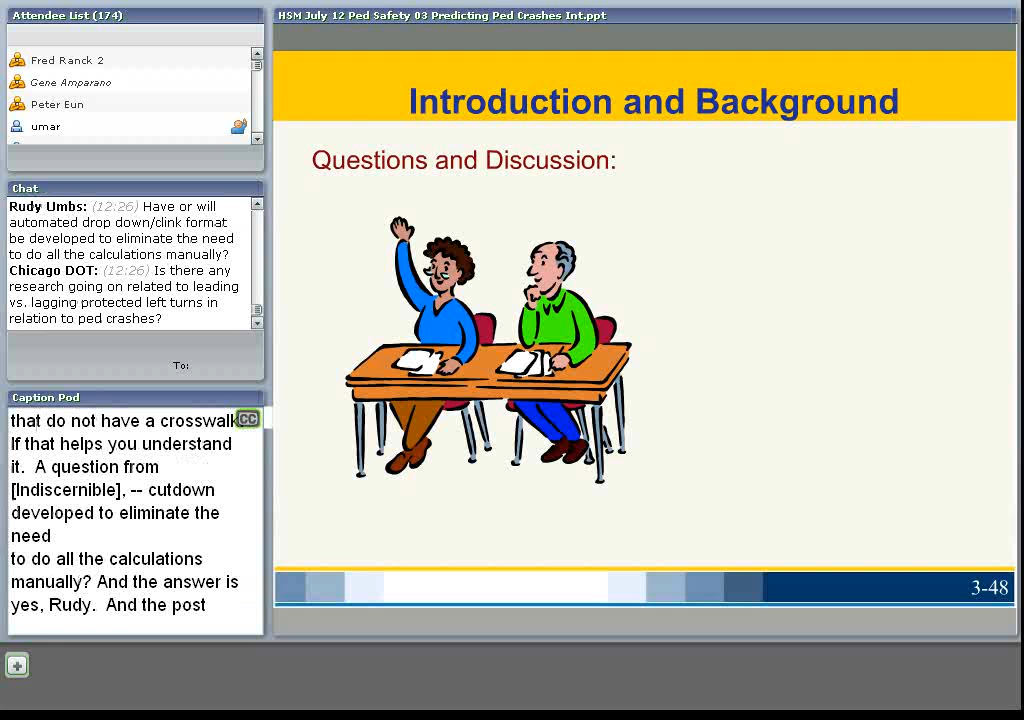 Attendee List (174)
Fred Ranck 2
Gene Amparano
Peter Eun
umar
Chat
Rudy Umbs: (12:26) Have or will
automated drop down/clink format
be developed to eliminate the need
to do all the calculations manually?
Chicago DOT: (12:26) Is there any
research going on related to leading
vs. lagging protected left turns in
relation to ped crashes?
To:
Caption Pod
that do not have a crosswalk
CC
If that helps you understand
it. A question from
[Indiscernible], -- cutdown
developed to eliminate the
need
to do all the calculations
manually? And the answer is
yes, Rudy. And the post
HSM July 12 Ped Safety 03 Predicting Ped Crashes Int.ppt
Introduction and Background
Questions and Discussion:
3-48